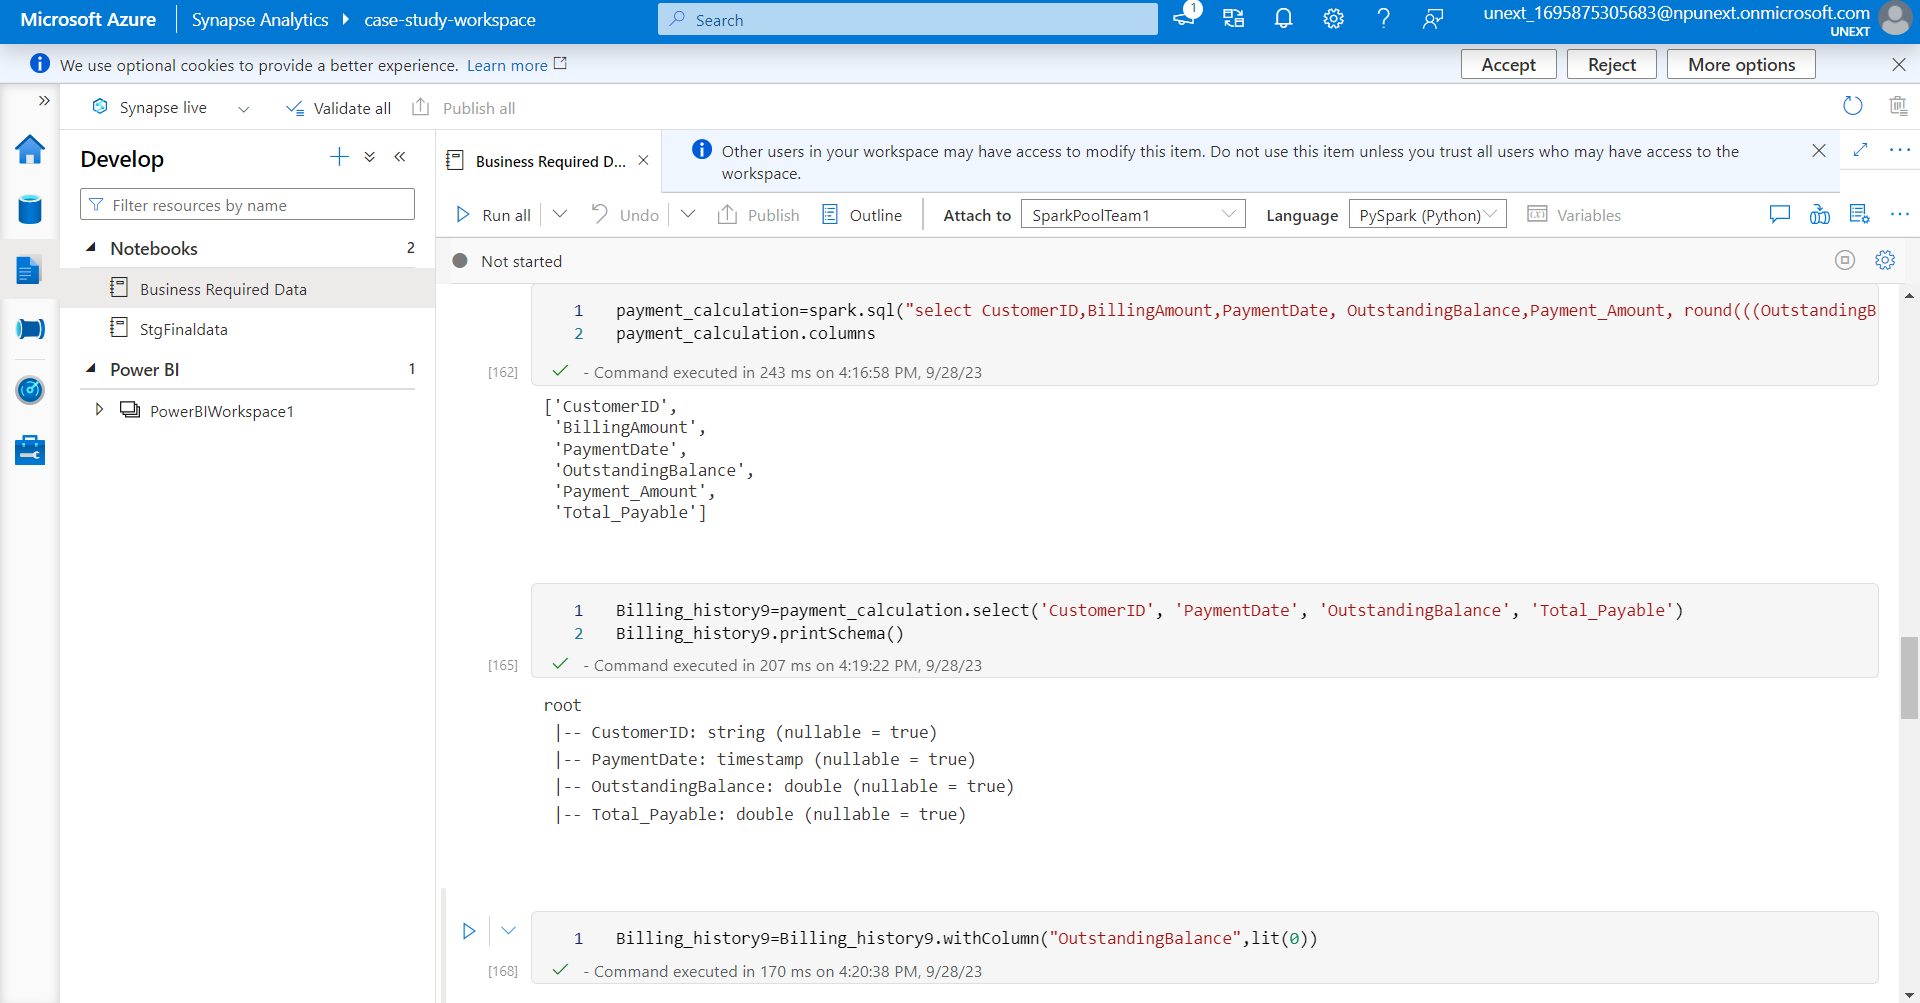 Microsoft Azure
Synapse Analytics
case-study-workspace
Search
1
unext_1695875305683@npunext.onmicrosoft.com
UNEXT
We use optional cookies to provide a better experience. Learn more
Accept
Reject
More options
Synapse live
Validate all
Publish all
Develop
Filter resources by name
Notebooks
2
Business Required Data
StgFinaldata
Power BI
1
PowerBIWorkspace1
Business Required D...
Other users in your workspace may have access to modify this item. Do not use this item unless you trust all users who may have access to the
workspace.
Run all
Undo
Publish
Outline
Attach to
SparkPoolTeam1
Language
PySpark (Python)
Variables
Not started
1 payment_calculation=spark.sql("select CustomerID,BillingAmount,PaymentDate, OutstandingBalance,Payment_Amount, round(((OutstandingB
2 payment_calculation.columns
[162] - Command executed in 243 ms on 4:16:58 PM, 9/28/23
['CustomerID',
'BillingAmount',
'PaymentDate',
'OutstandingBalance',
'Payment_Amount',
'Total_Payable']
1 Billing_history9=payment_calculation.select('CustomerID', 'PaymentDate', 'OutstandingBalance', 'Total_Payable')
2 Billing_history9.printSchema()
[165] - Command executed in 207 ms on 4:19:22 PM, 9/28/23
root
|-- CustomerID: string (nullable = true)
|-- PaymentDate: timestamp (nullable = true)
|-- OutstandingBalance: double (nullable = true)
|-- Total_Payable: double (nullable = true)
1 Billing_history9=Billing_history9.withColumn("OutstandingBalance",lit(0))
[168] - Command executed in 170 ms on 4:20:38 PM, 9/28/23